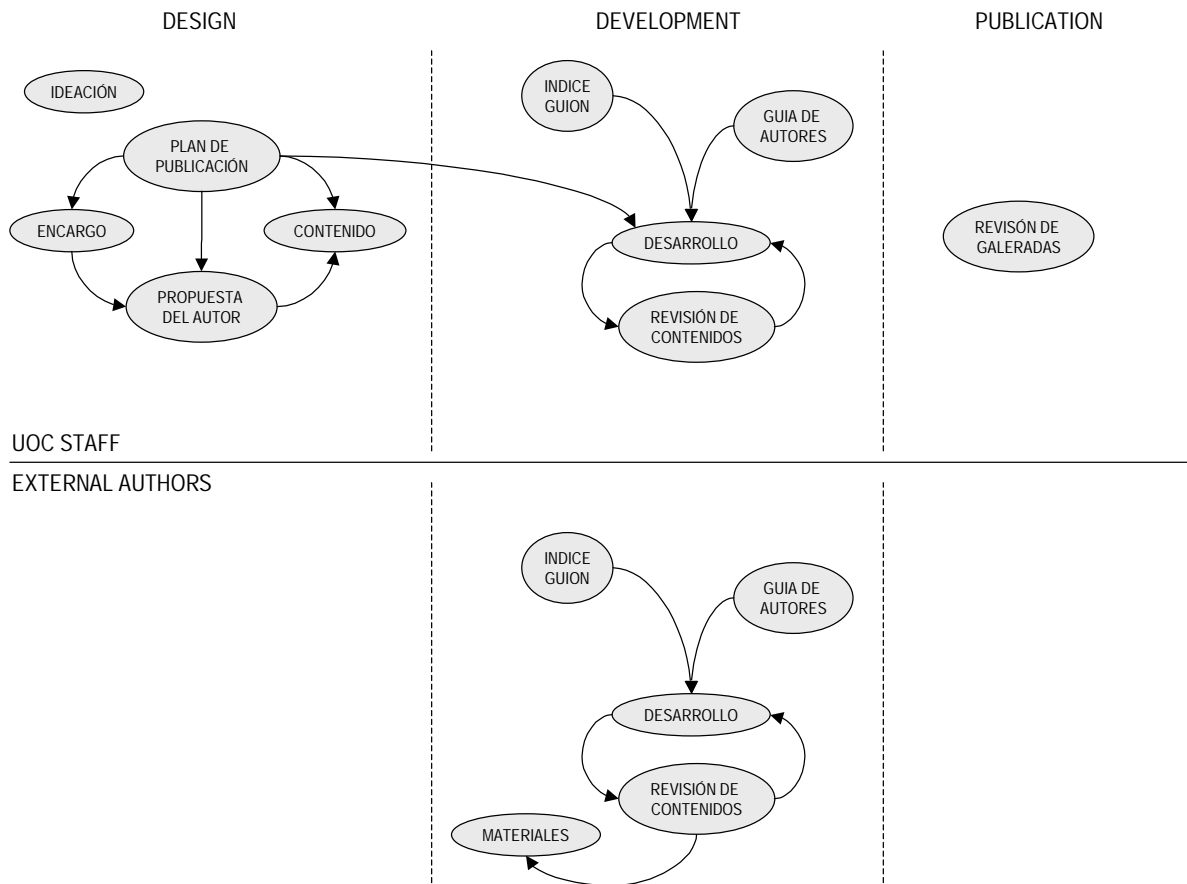 DESIGN
DEVELOPMENT
PUBLICATION
IDEACIÓN
PLAN DE
PUBLICACIÓN
ENCARGO
CONTENIDO
PROPUESTA
DEL AUTOR
INDICE
GUION
GUIA DE
AUTORES
DESARROLLO
REVISIÓN DE
CONTENIDOS
REVISÓN DE
GALERADAS
UOC STAFF
EXTERNAL AUTHORS
INDICE
GUION
GUIA DE
AUTORES
DESARROLLO
REVISIÓN DE
CONTENIDOS
MATERIALES